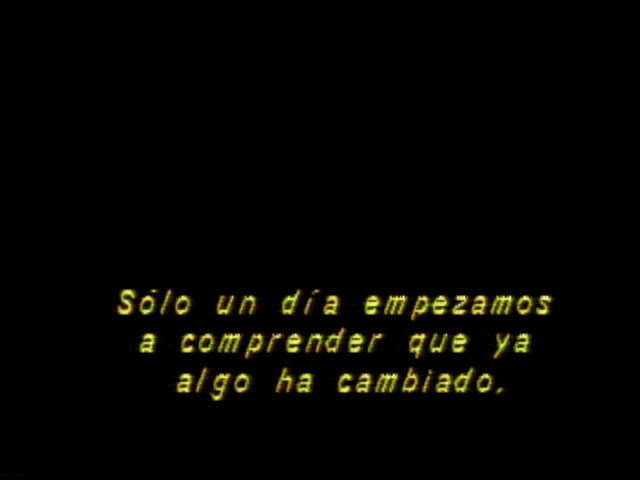 Sólo un día empezamos
a comprender que ya
algo ha cambiado,